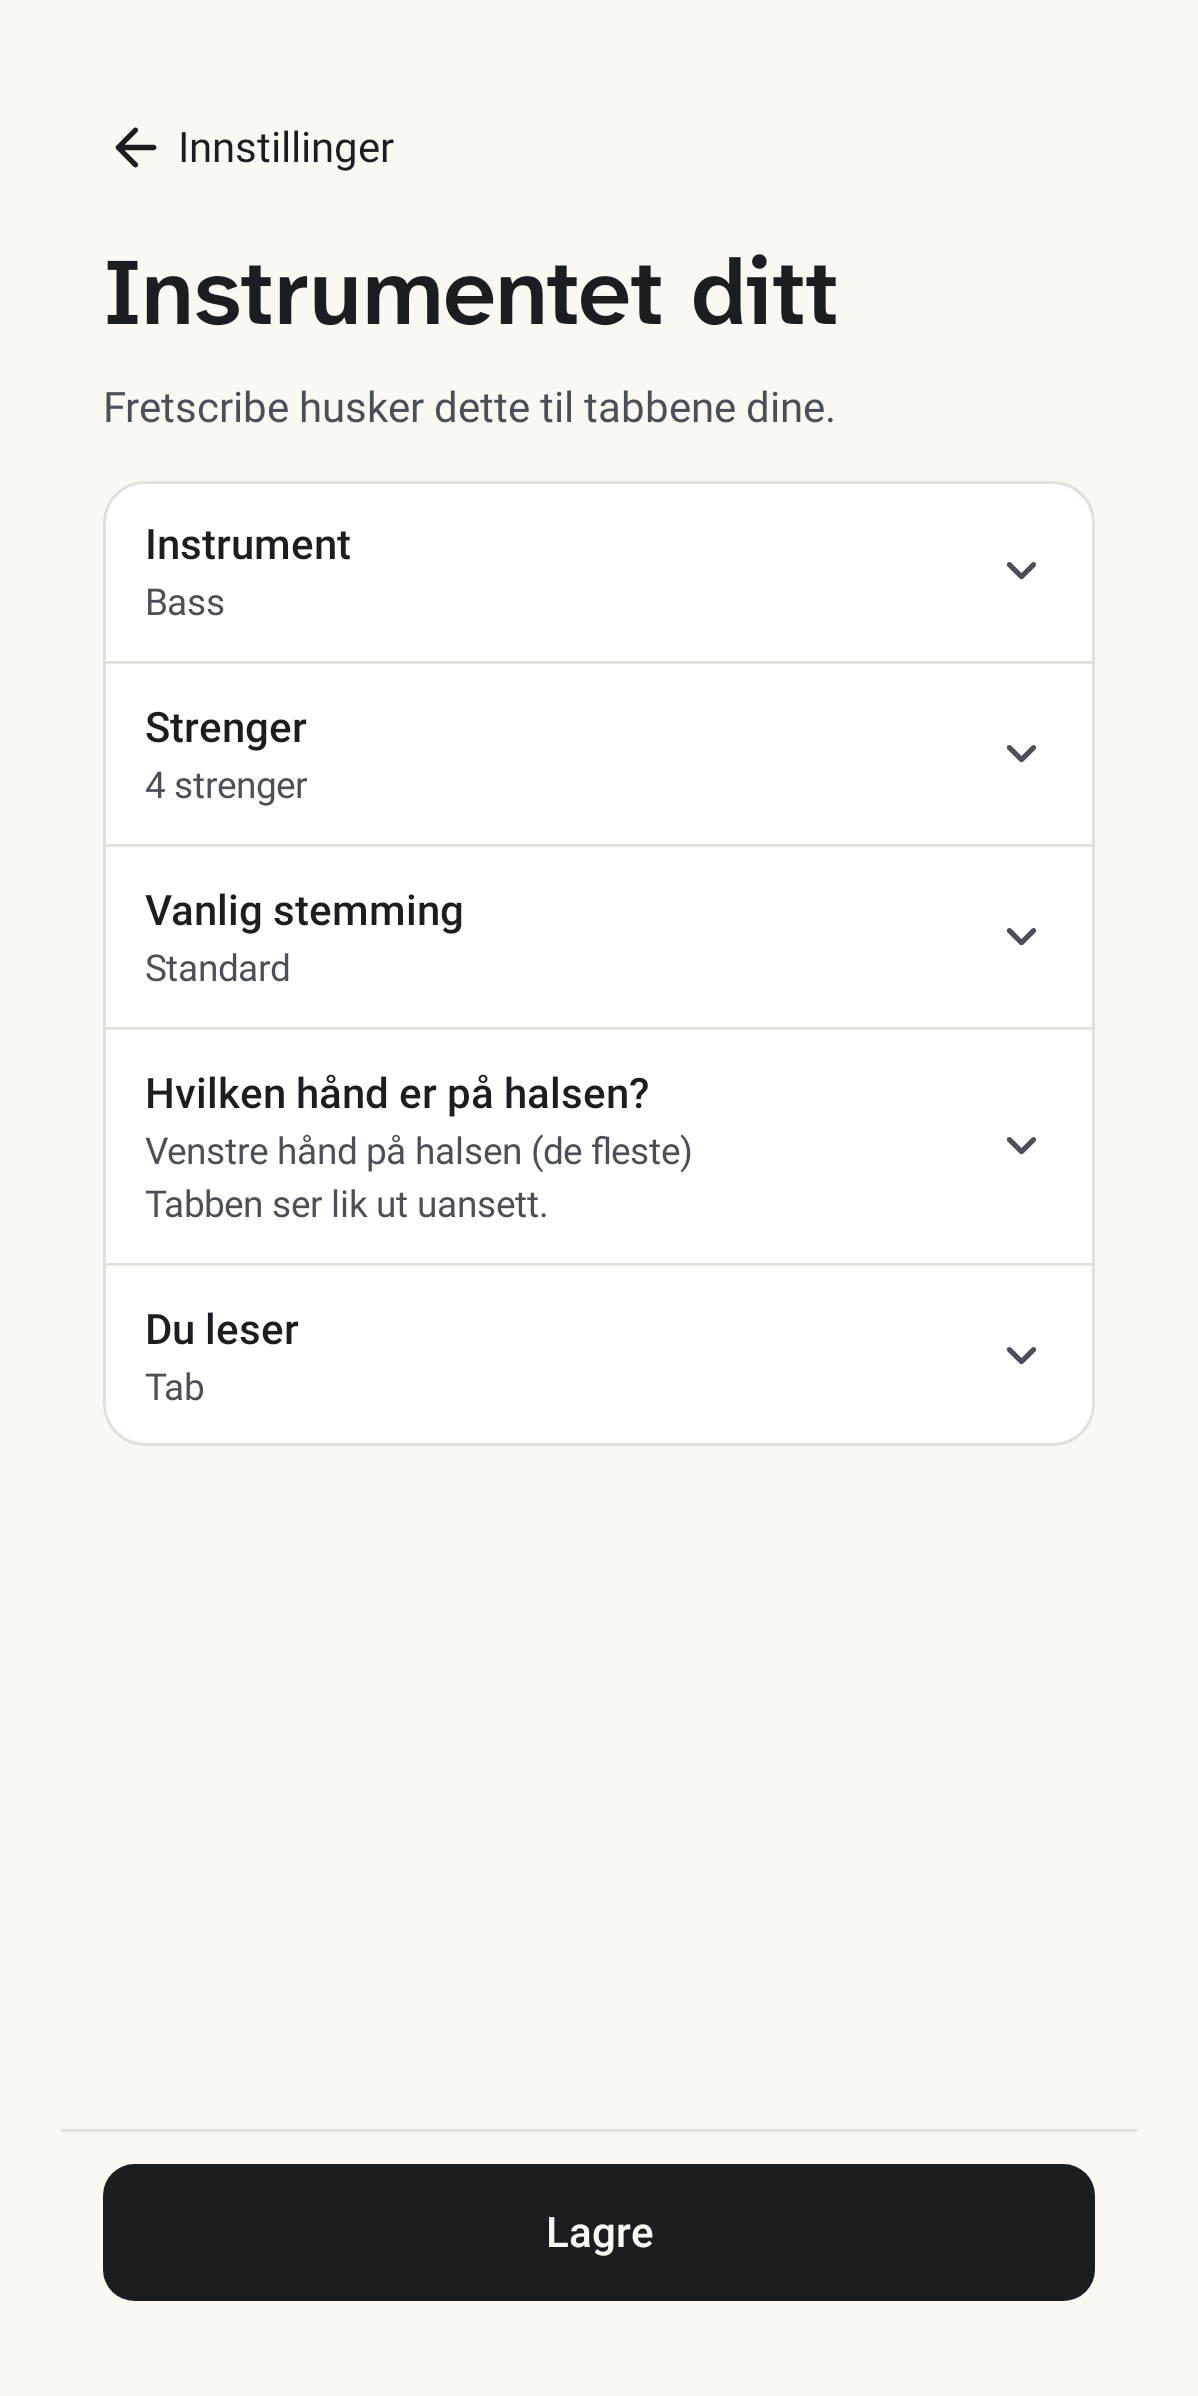 Innstillinger
Instrumentet ditt
Fretscribe husker dette til tabbene dine.
Instrument
Bass
Strenger
4 strenger
Vanlig stemming
Standard
Hvilken hånd er på halsen?
Venstre hånd på halsen (de fleste)
Tabben ser lik ut uansett.
Du leser
Tab
Lagre